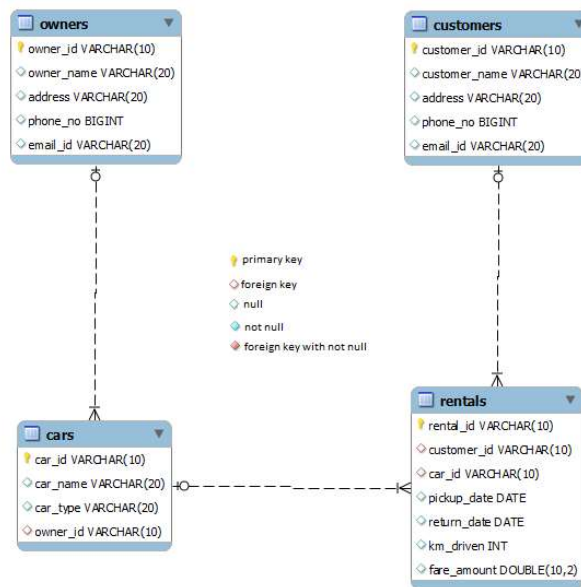 owners
owner_id VARCHAR(10)
owner_name VARCHAR(20)
address VARCHAR(20)
phone_no BIGINT
email_id VARCHAR(20)
customers
customer_id VARCHAR(10)
customer_name VARCHAR(20
address VARCHAR(20)
phone_no BIGINT
email_id VARCHAR(20)
primary key
foreign key
null
not null
foreign key with not null
cars
car_id VARCHAR(10)
car_name VARCHAR(20)
car_type VARCHAR(20)
owner_id VARCHAR(10)
rentals
rental_id VARCHAR(10)
customer_id VARCHAR(10)
car_id VARCHAR(10)
pickup_date DATE
return_date DATE
km_driven INT
fare_amount DOUBLE(10,2)